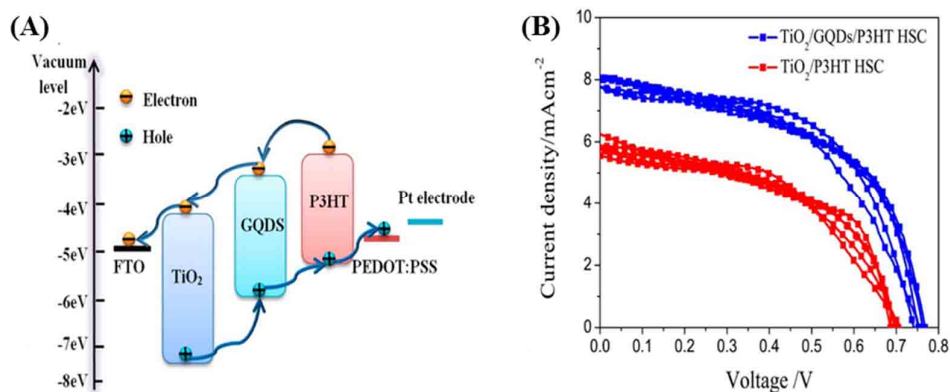 (A)
Vacuum
level
-2eV
-3eV
-4eV
-5eV
-6eV
-7eV
-8eV
Electron
Hole
FTO
TiO2
GQDS
P3HT
Pt electrode
PEDOT:PSS
(B)
TiO2/GQDs/P3HT HSC
TiO2/P3HT HSC
Current density/mAcm-2
10
8
6
4
2
0
0.0 0.1 0.2 0.3 0.4 0.5 0.6 0.7 0.8
Voltage /V